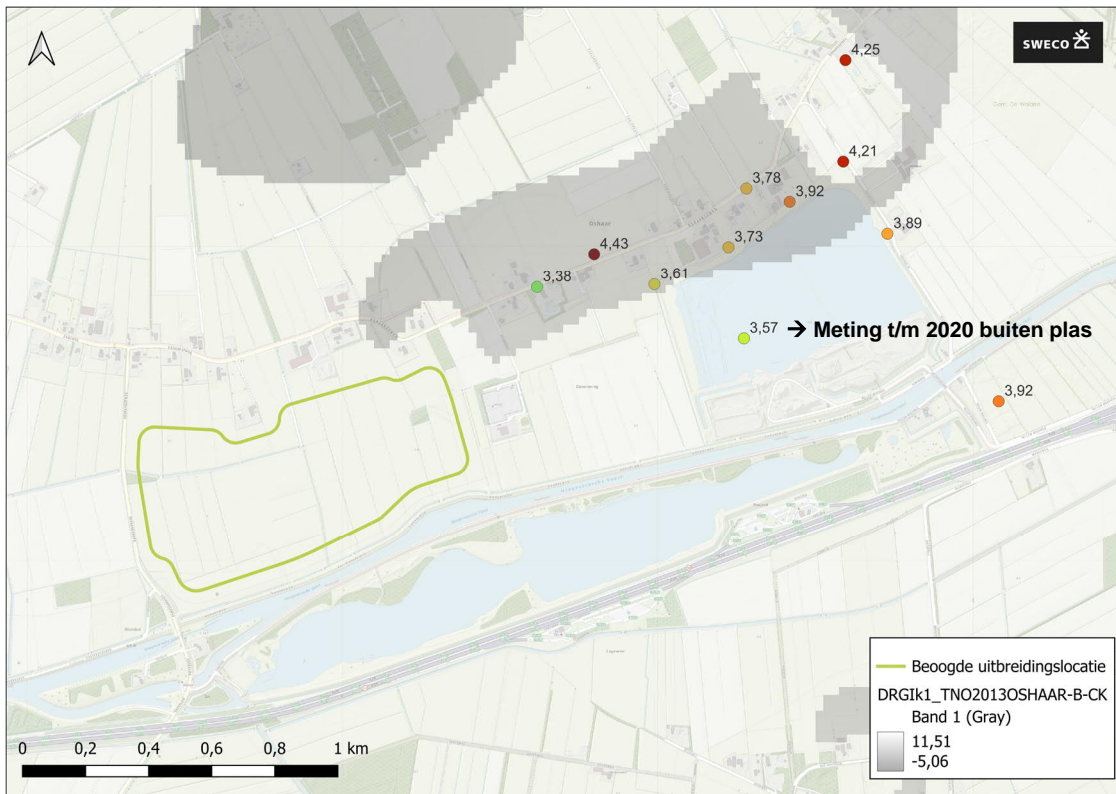 SWECO
4,25
4,21
3,78
3,92
3,89
3,73
4,43
3,38
3,61
Oshaar
3,57 → Meting t/m 2020 buiten plas
3,92
Beoogde uitbreidingslocatie
DRGIk1_TNO2013OSHAAR-B-CK
Band 1 (Gray)
11,51
-5,06
0 0,2 0,4 0,6 0,8 1 km